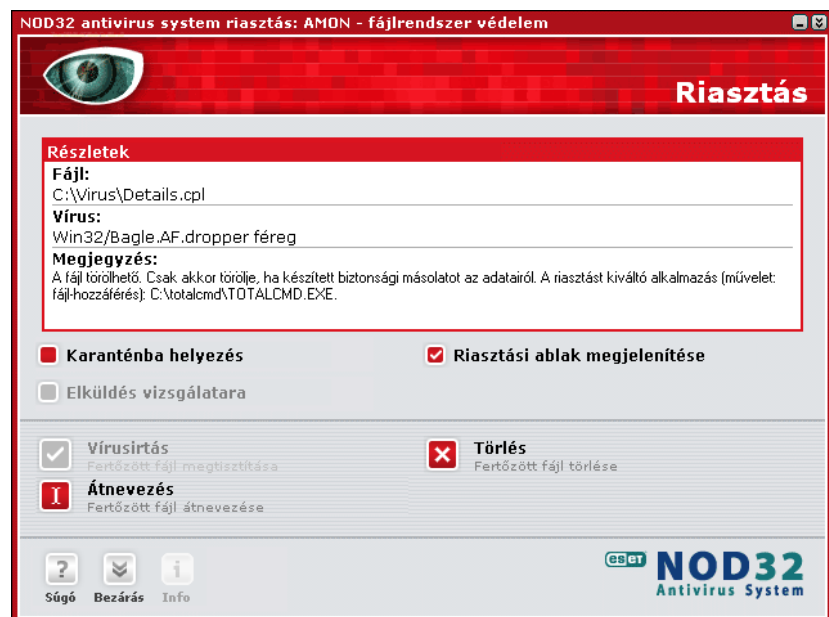 NOD32 antivirus system riasztás: AMON - fájlrendszer védelem
Riasztás
Részletek
Fájl:
C:\Virus\Details.cpl
Vírus:
Win32/Bagle.AF.dropper féreg
Megjegyzés:
A fájl törölhető. Csak akkor törölje, ha készített biztonsági másolatot az adatairól. A riasztást kiváltó alkalmazás (művelet:
fájl-hozzáférés): C:\totalcmd\TOTALCMD.EXE.
Karanténba helyezés
Riasztási ablak megjelenítése
Elküldés vizsgálatara
Vírusirtás
Fertőzött fájl megtisztítása
Törlés
Fertőzött fájl törlése
Átnevezés
Fertőzött fájl átnevezése
Súgó
Bezárás
Info
eseT NOD32
Antivirus System